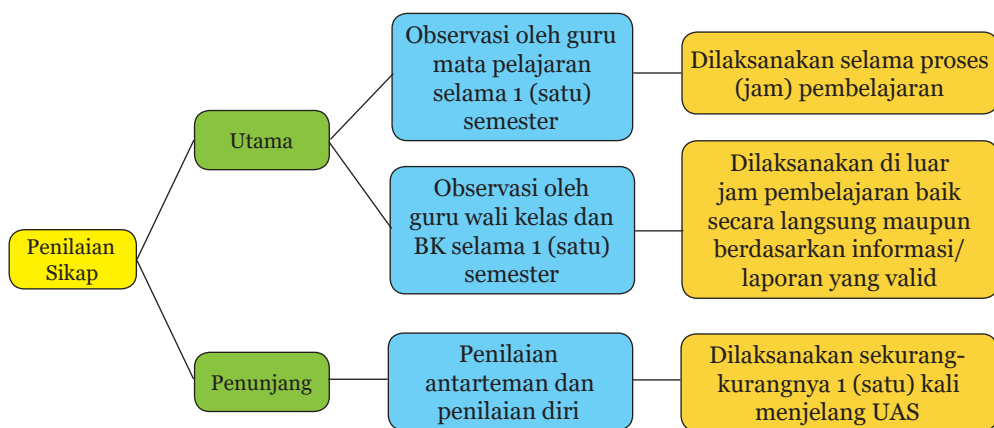 Penilaian
Sikap
Utama
Observasi oleh guru
mata pelajaran
selama 1 (satu)
semester
Dilaksanakan selama proses
(jam) pembelajaran
Observasi oleh
guru wali kelas dan
BK selama 1 (satu)
semester
Dilaksanakan di luar
jam pembelajaran baik
secara langsung maupun
berdasarkan informasi/
laporan yang valid
Penunjang
Penilaian
antarteman dan
penilaian diri
Dilaksanakan sekurang-
kurangnya 1 (satu) kali
menjelang UAS